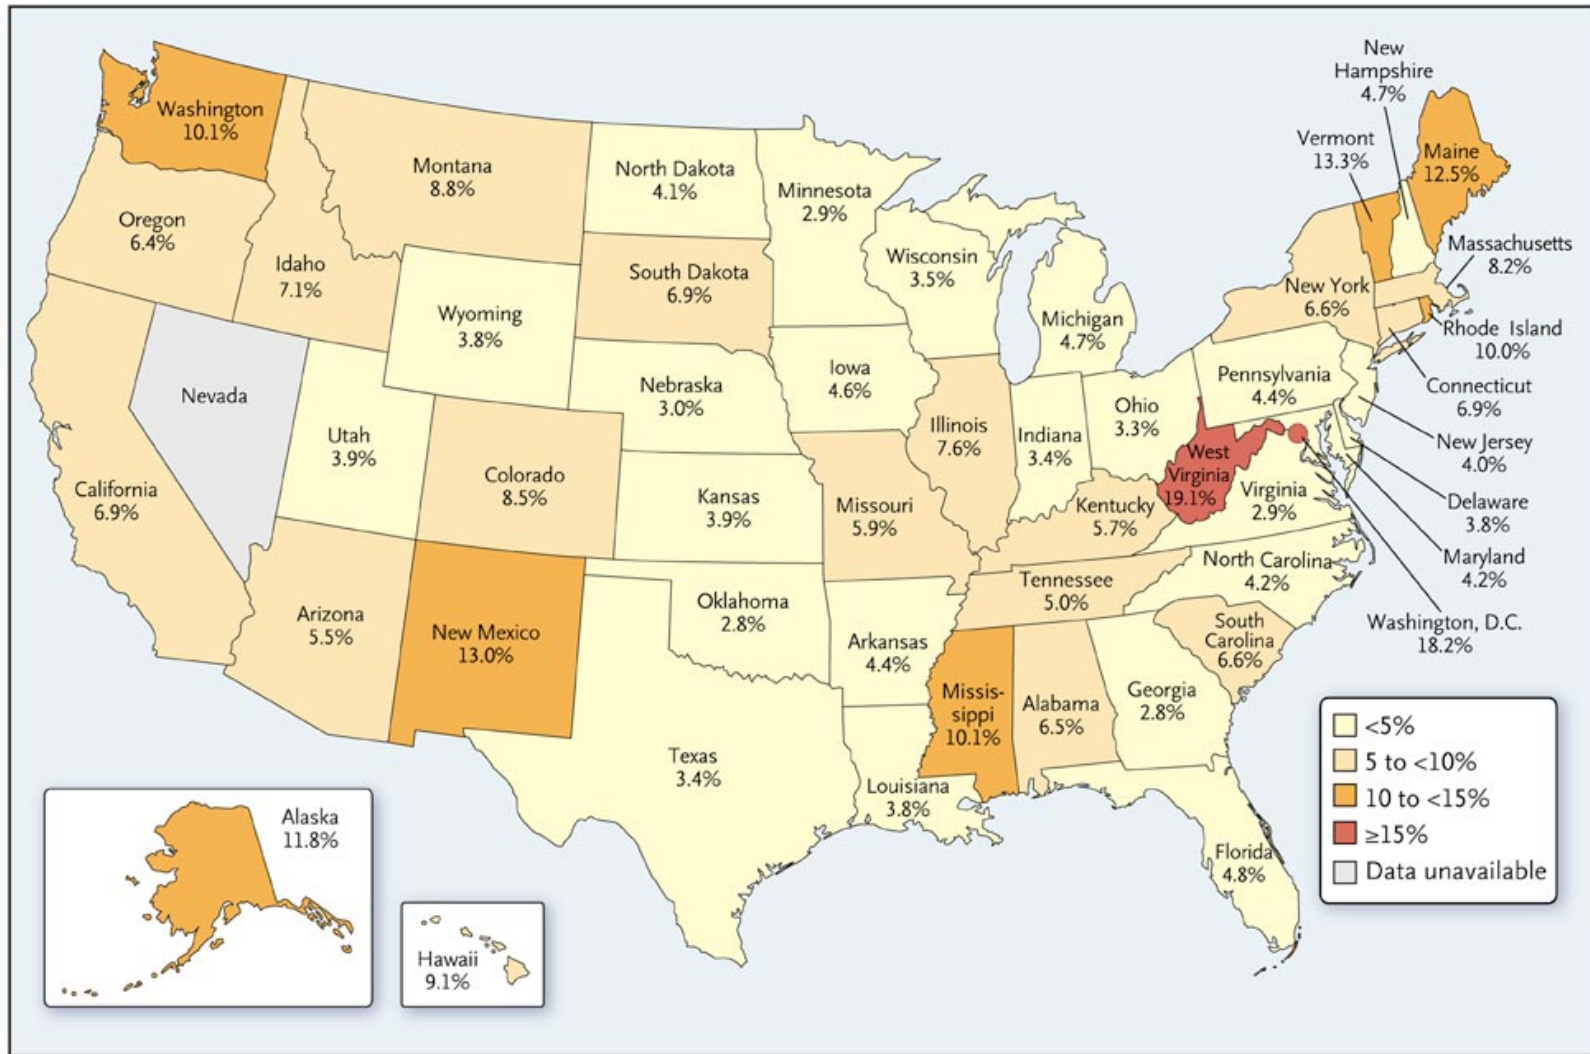 New
Hampshire
4.7%
Vermont
13.3%
Maine
12.5%
Washington
10.1%
Montana
8.8%
North Dakota
4.1%
Minnesota
2.9%
Oregon
6.4%
Idaho
7.1%
Wyoming
3.8%
South Dakota
6.9%
Wisconsin
3.5%
Michigan
4.7%
New York
6.6%
Massachusetts
8.2%
Rhode Island
10.0%
Connecticut
6.9%
New Jersey
4.0%
Delaware
3.8%
Maryland
4.2%
Washington, D.C.
18.2%
Nevada
Utah
3.9%
Colorado
8.5%
Nebraska
3.0%
Iowa
4.6%
Illinois
7.6%
Indiana
3.4%
Ohio
3.3%
Pennsylvania
4.4%
West
Virginia
19.1%
Virginia
2.9%
California
6.9%
Kansas
3.9%
Missouri
5.9%
Kentucky
5.7%
Tennessee
5.0%
North Carolina
4.2%
South
Carolina
6.6%
Arizona
5.5%
New Mexico
13.0%
Oklahoma
2.8%
Arkansas
4.4%
Missis-
sippi
10.1%
Alabama
6.5%
Georgia
2.8%
Texas
3.4%
Louisiana
3.8%
Florida
4.8%
Alaska
11.8%
Hawaii
9.1%
<5%
5 to <10%
10 to <15%
≥15%
Data unavailable